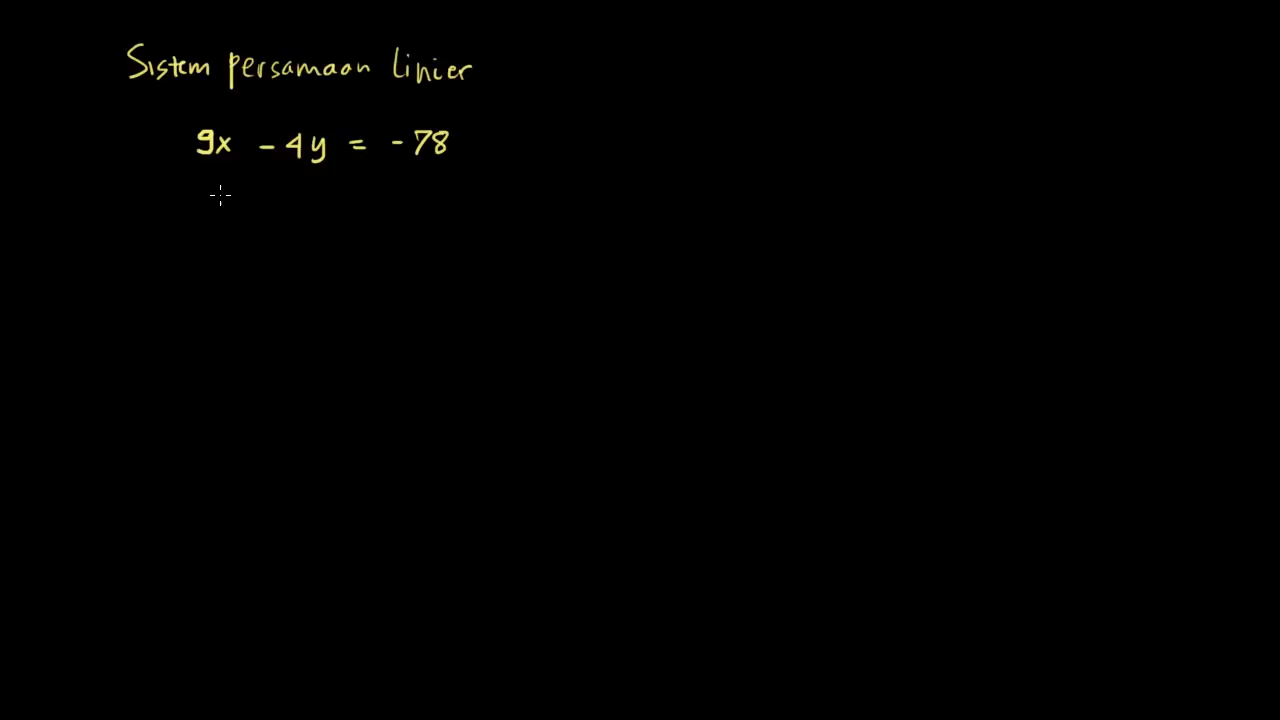 Sistem persamaan linier
9x - 4y = -78